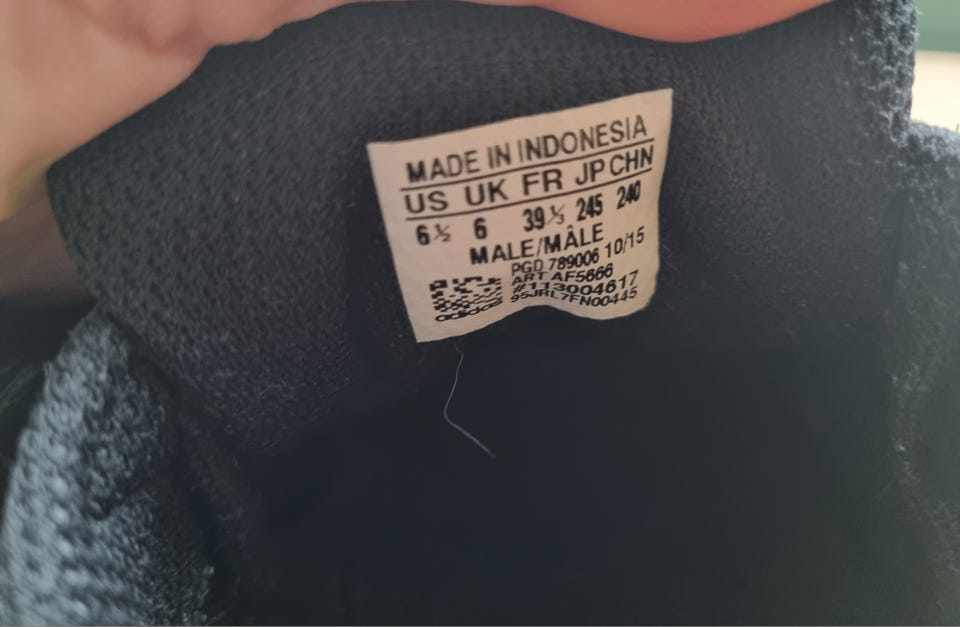 MADE IN INDONESIA
US UK FR JP CHN
6½ 6 39⅓ 245 240
MALE/MÂLE
PGD 789006 10/15
ART AF5666
#113004617
95JRL7FN00445
adidas